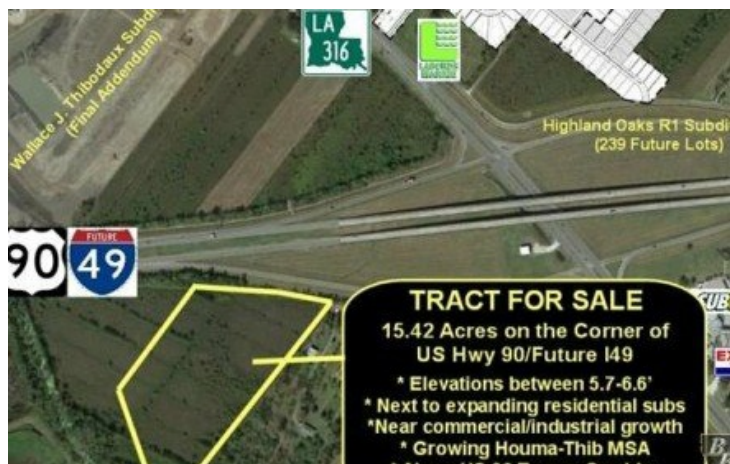 LA
316
Wallace J. Thibodaux Subdi
(Final Addendum)
Highland Oaks R1 Subdi
(239 Future Lots)
90
FUTURE
49
TRACT FOR SALE
15.42 Acres on the Corner of
US Hwy 90/Future I49
* Elevations between 5.7-6.6'
* Next to expanding residential subs
*Near commercial/industrial growth
* Growing Houma-Thib MSA
SUB
EX